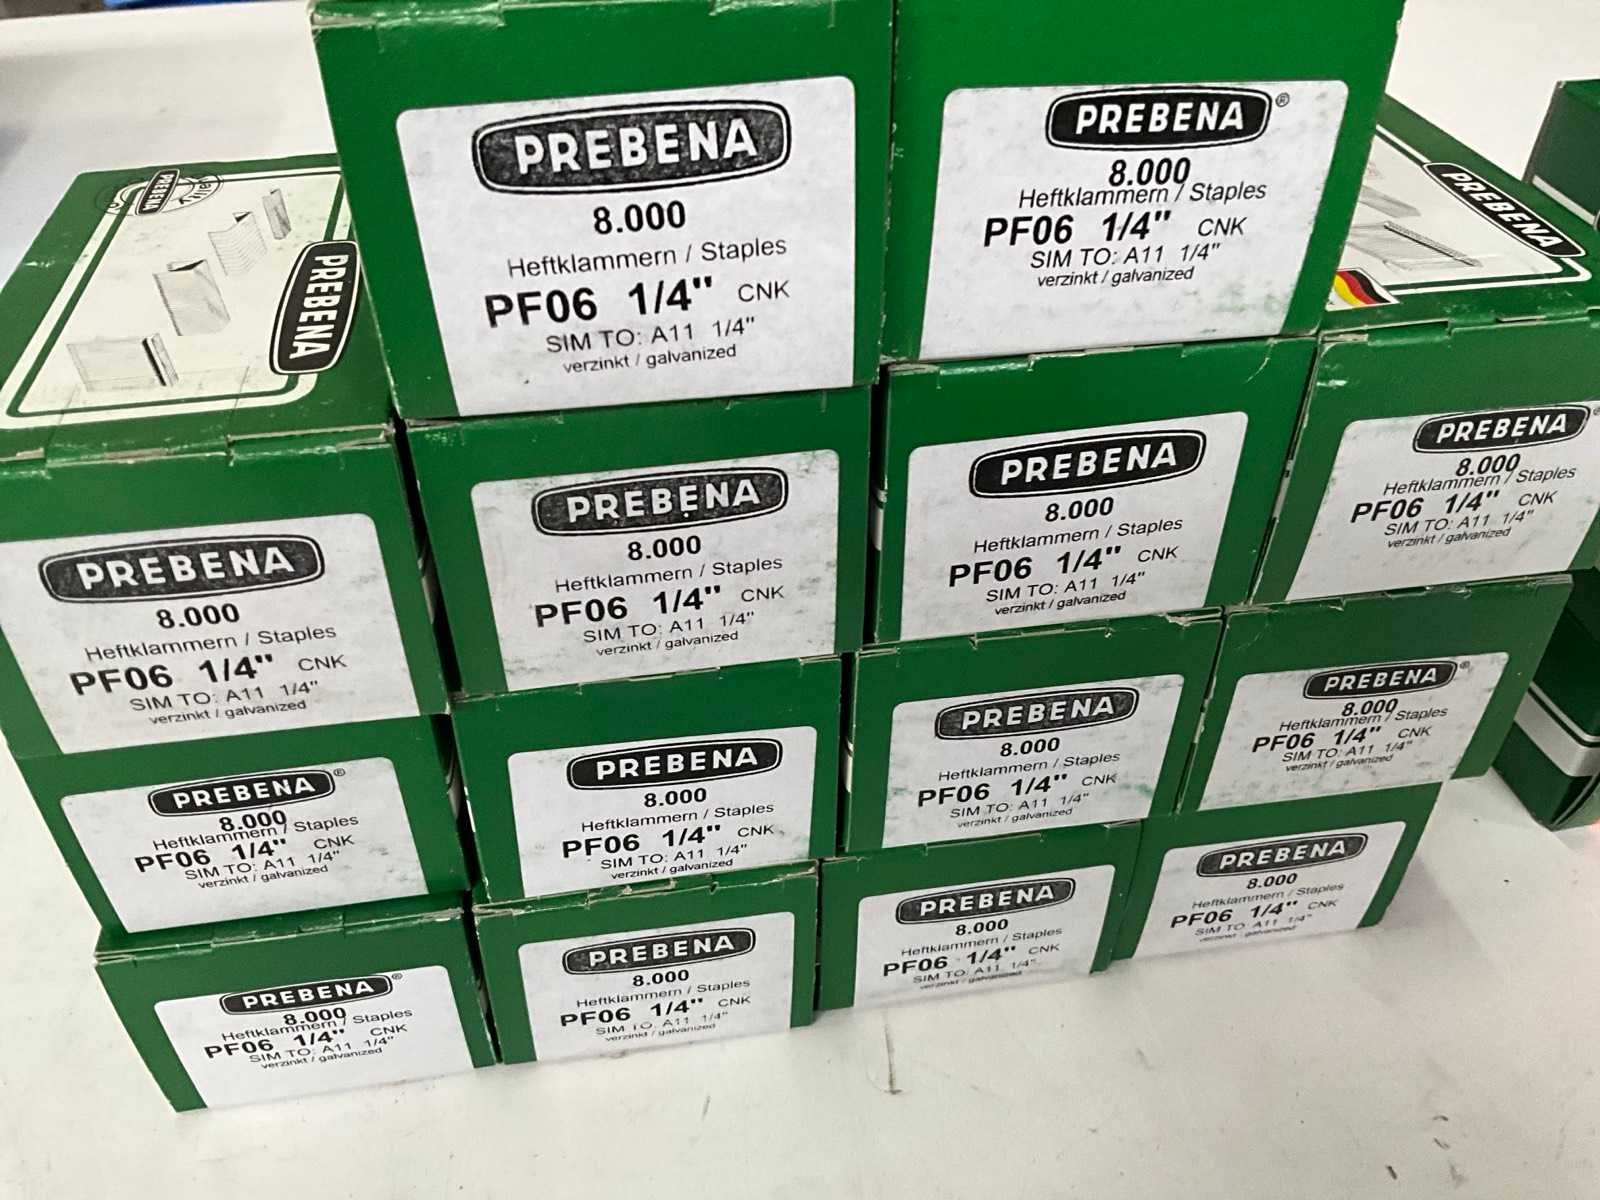 PREBENA
8.000
Heftklammern / Staples
PF06 1/4" CNK
SIM TO: A11 1/4"
verzinkt / galvanized
PREBENA®
8.000
Heftklammern / Staples
PF06 1/4" CNK
SIM TO: A11 1/4"
verzinkt / galvanized
PREBENA
PREBENA
PREBENA
PREBENA
8.000
Heftklammern / Staples
PF06 1/4" CNK
SIM TO: A11 1/4"
verzinkt / galvanized
PREBENA
8.000
Heftklammern / Staples
PF06 1/4" CNK
SIM TO: A11 1/4"
verzinkt / galvanized
PREBENA
8.000
Heftklammern / Staples
PF06 1/4" CNK
SIM TO: A11 1/4"
verzinkt / galvanized
PREBENA®
8.000
Heftklammern / Staples
PF06 1/4" CNK
SIM TO: A11 1/4"
verzinkt / galvanized
PREBENA®
8.000
Heftklammern / Staples
PF06 1/4" CNK
SIM TO: A11 1/4"
verzinkt / galvanized
PREBENA
8.000
Heftklammern / Staples
PF06 1/4" CNK
SIM TO: A11 1/4"
verzinkt / galvanized
PREBENA
8.000
Heftklammern / Staples
PF06 1/4" CNK
SIM TO: A11 1/4"
verzinkt / galvanized
PREBENA®
8.000
Heftklammern / Staples
PF06 1/4" CNK
SIM TO: A11 1/4"
verzinkt / galvanized
PREBENA®
8.000
Heftklammern / Staples
PF06 1/4" CNK
SIM TO: A11 1/4"
verzinkt / galvanized
PREBENA
8.000
Heftklammern / Staples
PF06 1/4" CNK
SIM TO: A11 1/4"
verzinkt / galvanized
PREBENA
8.000
Heftklammern / Staples
PF06 1/4" CNK
SIM TO: A11 1/4"
verzinkt / galvanized
PREBENA
8.000
Heftklammern / Staples
PF06 1/4" CNK
SIM TO: A11 1/4"
verzinkt / galvanized